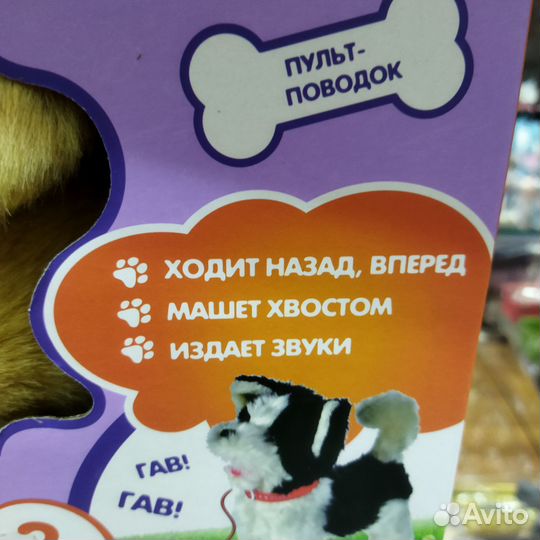 ПУЛЬТ-
ПОВОДОК
ХОДИТ НАЗАД, ВПЕРЕД
МАШЕТ ХВОСТОМ
ИЗДАЕТ ЗВУКИ
ГАВ!
ГАВ!
Avito